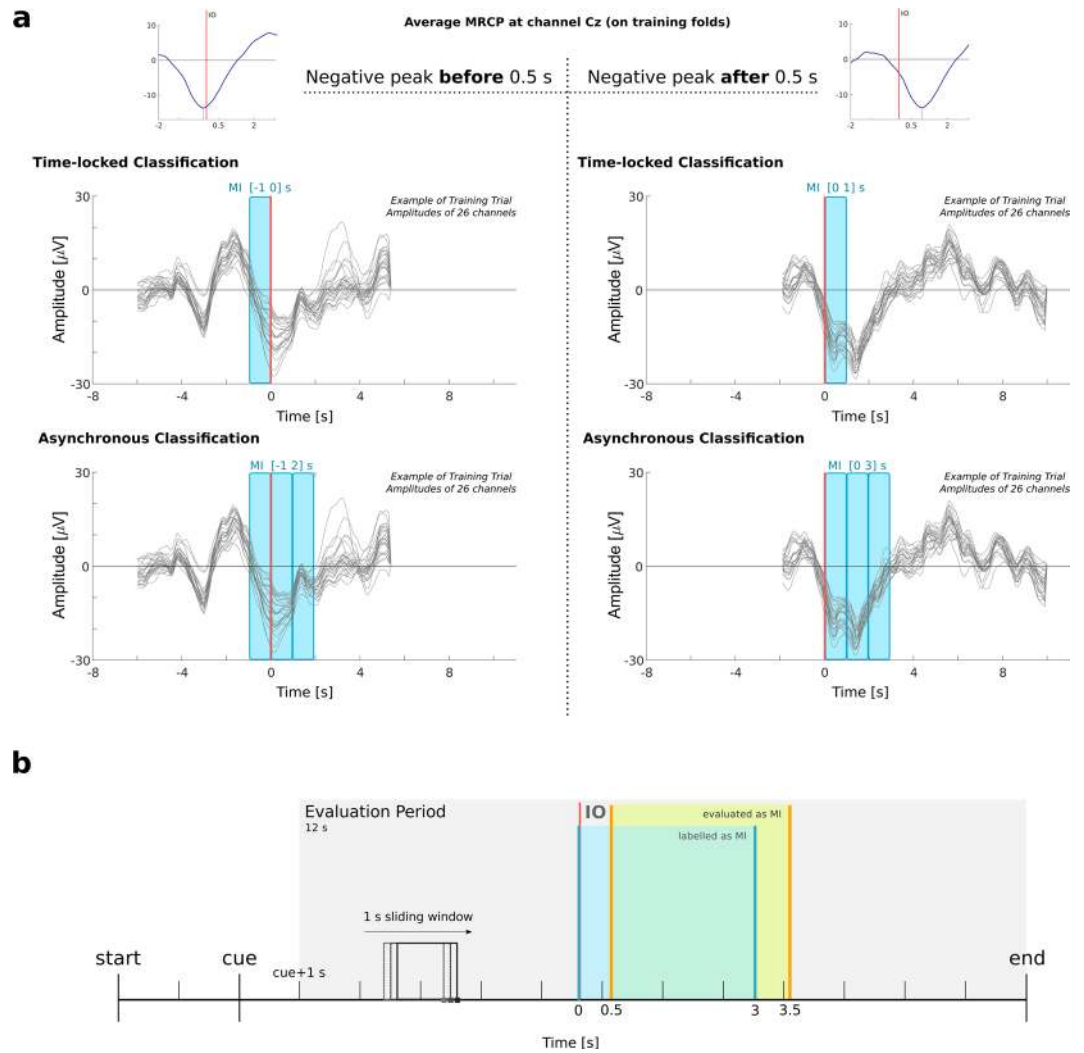 a
Average MRCP at channel Cz (on training folds)
IO
10
0
-10
-2
0.5
2
Negative peak before 0.5 s
Negative peak after 0.5 s
IO
10
0
-10
-2
0.5
2
Time-locked Classification
MI [-1 0] s
Example of Training Trial
Amplitudes of 26 channels
Amplitude [μV]
30
0
-30
-8
-4
0
4
8
Time [s]
Time-locked Classification
MI [0 1] s
Example of Training Trial
Amplitudes of 26 channels
Amplitude [μV]
30
0
-30
-8
-4
0
4
8
Time [s]
Asynchronous Classification
MI [-1 2] s
Example of Training Trial
Amplitudes of 26 channels
Amplitude [μV]
30
0
-30
-8
-4
0
4
8
Time [s]
Asynchronous Classification
MI [0 3] s
Example of Training Trial
Amplitudes of 26 channels
Amplitude [μV]
30
0
-30
-8
-4
0
4
8
Time [s]
b
Evaluation Period
12 s
IO
evaluated as MI
labelled as MI
1 s sliding window
start
cue
cue+1 s
end
0
0.5
3
3.5
Time [s]